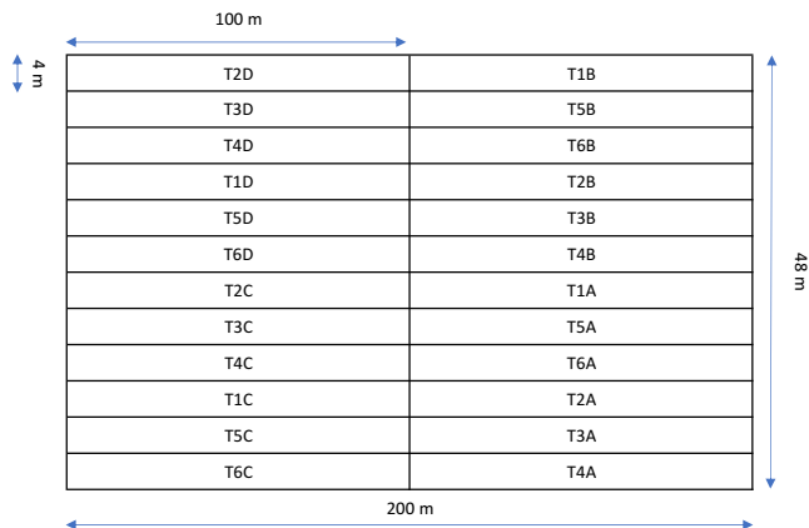 100 m
4 m
T2D T1B
T3D T5B
T4D T6B
T1D T2B
T5D T3B
T6D T4B
T2C T1A
T3C T5A
T4C T6A
T1C T2A
T5C T3A
T6C T4A
48 m
200 m